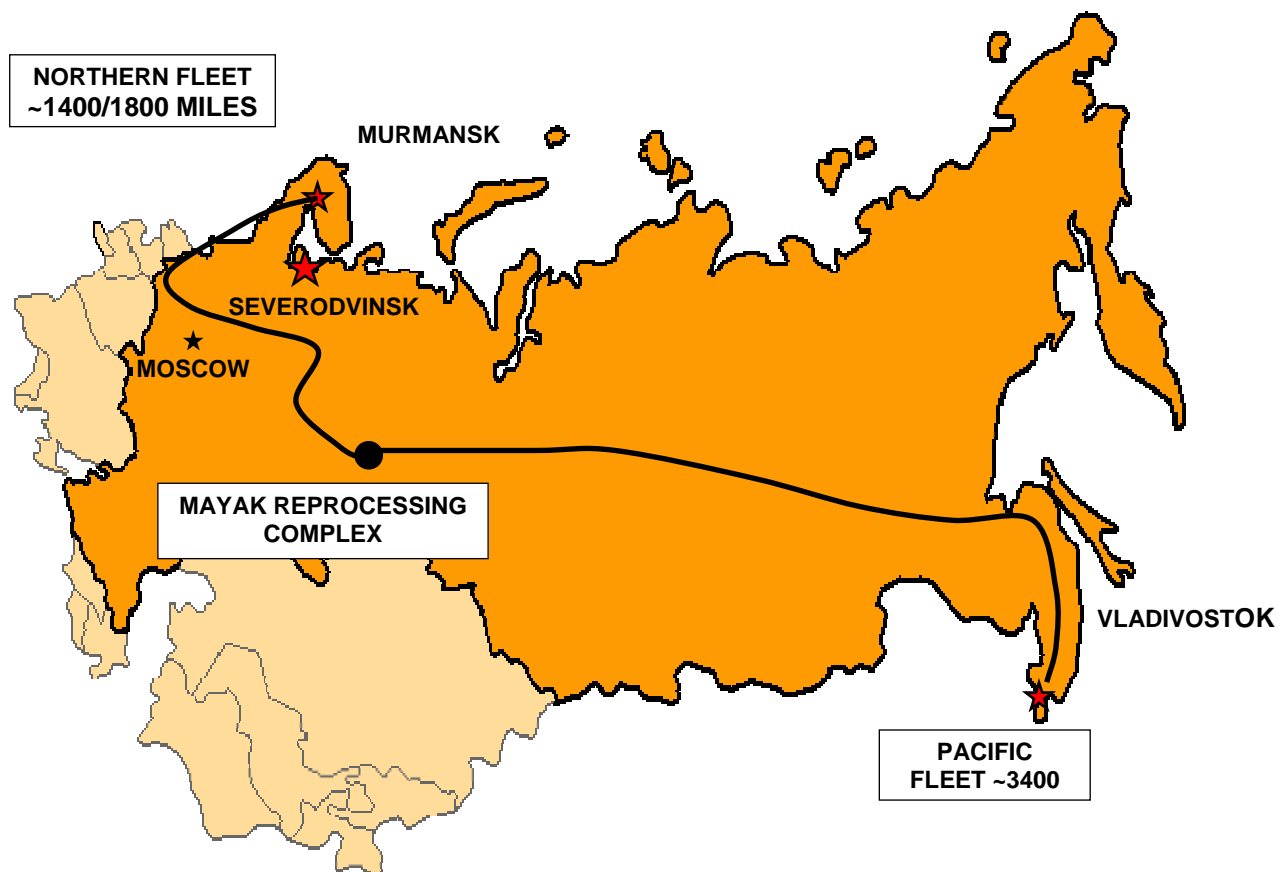 NORTHERN FLEET
~1400/1800 MILES
MURMANSK
SEVERODVINSK
MOSCOW
MAYAK REPROCESSING
COMPLEX
VLADIVOSTOK
PACIFIC
FLEET ~3400